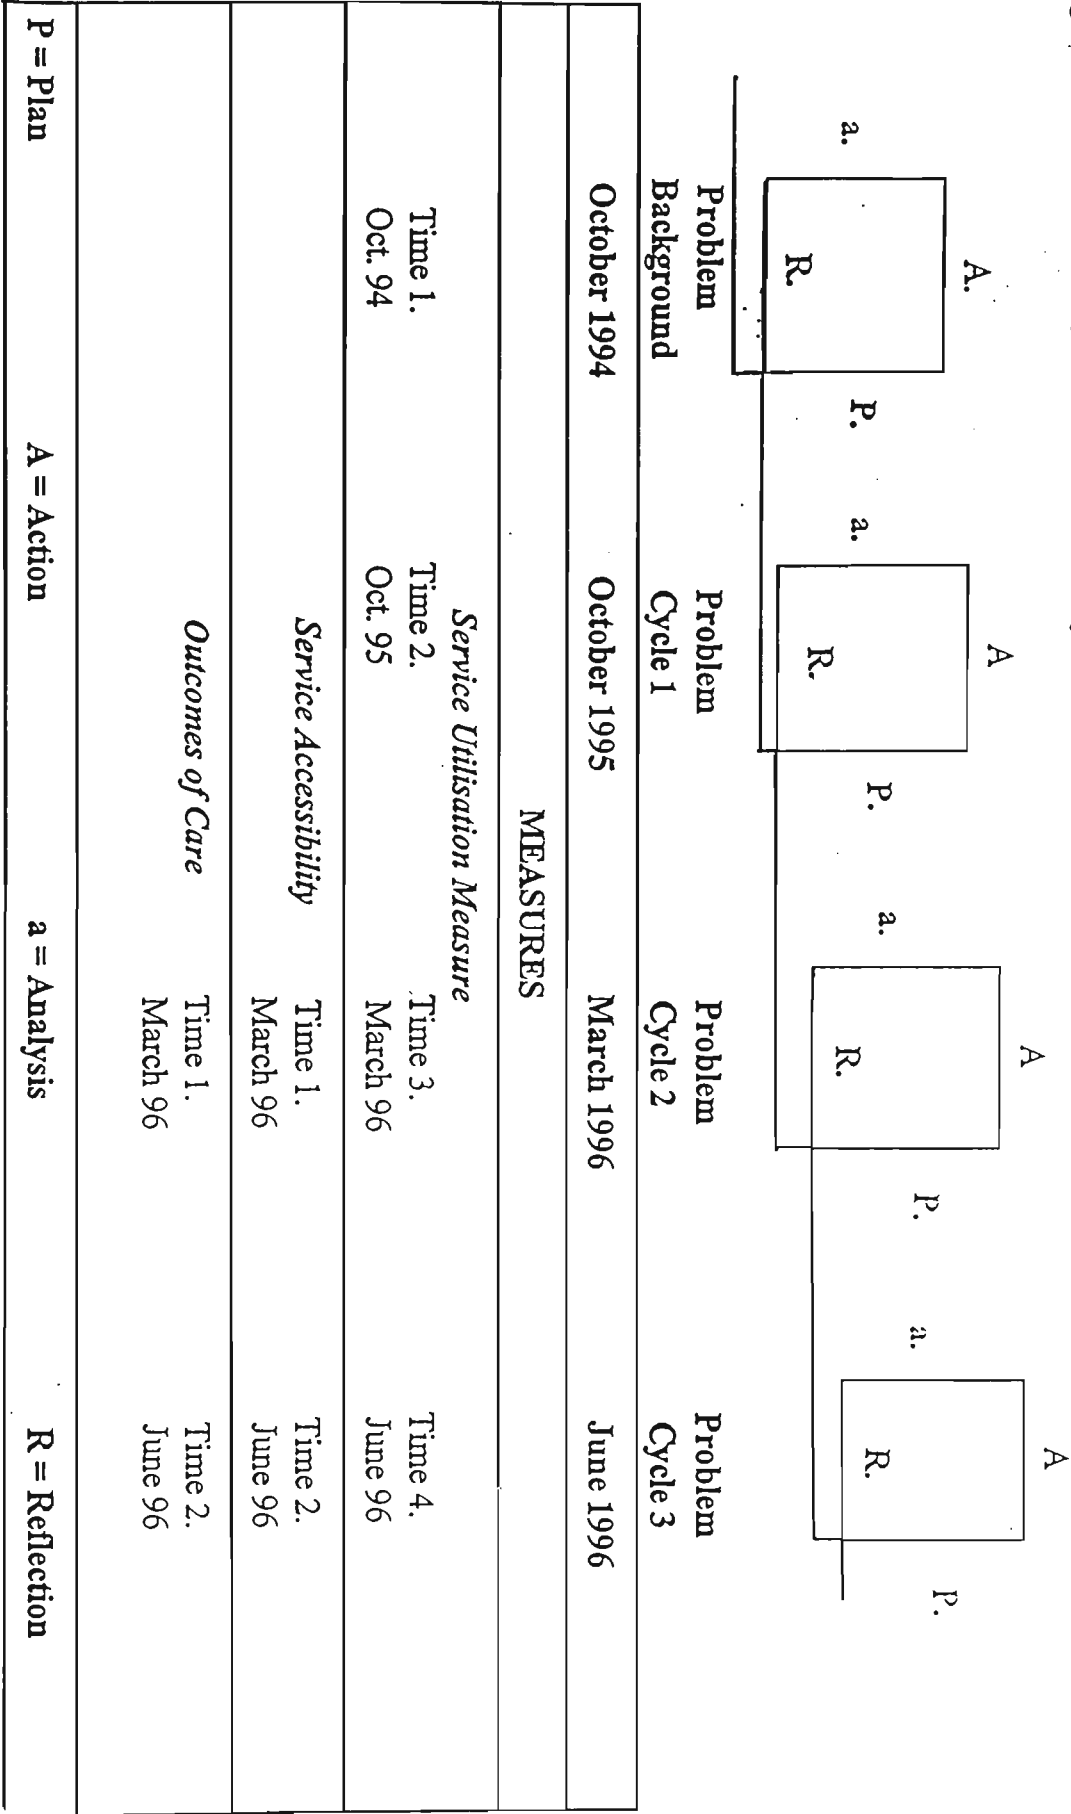 A. A A A
a. P. a. P. a. P. a. P.
R. R. R. R.
Problem Problem Problem Problem
Background Cycle 1 Cycle 2 Cycle 3
October 1994 October 1995 March 1996 June 1996
MEASURES
Service Utilisation Measure
Time 1. Time 2. Time 3. Time 4.
Oct. 94 Oct. 95 March 96 June 96
Service Accessibility Time 1. Time 2.
March 96 June 96
Outcomes of Care Time 1. Time 2.
March 96 June 96
P = Plan A = Action a = Analysis R = Reflection